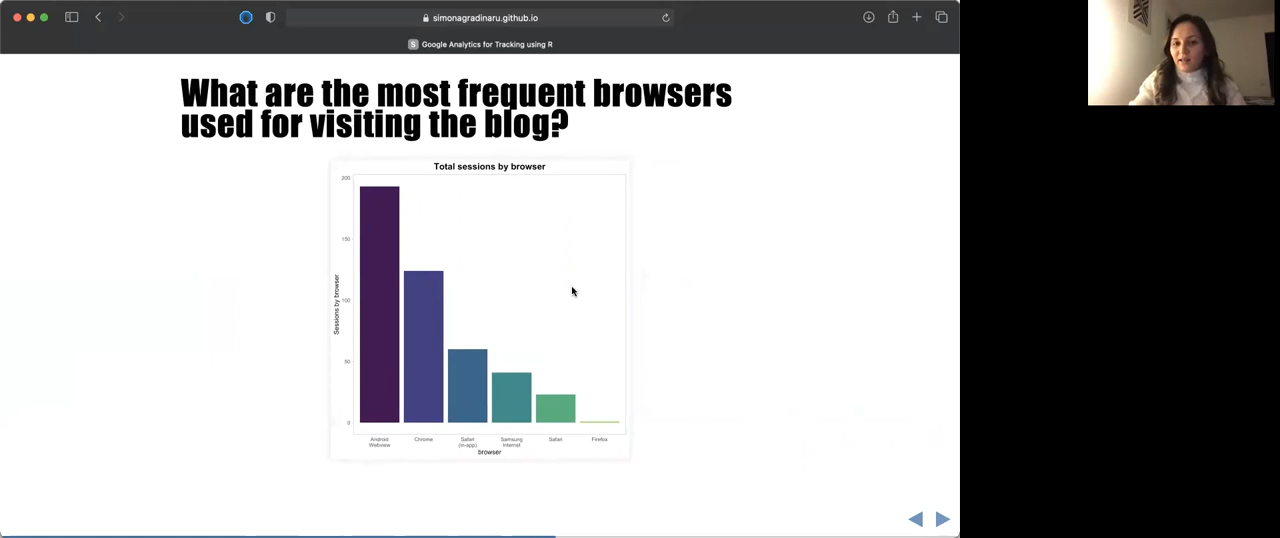 simonagradinaru.github.io
S Google Analytics for Tracking using R
What are the most frequent browsers
used for visiting the blog?
Total sessions by browser
200
150
100
50
0
Sessions by browser
Android
Webview
Chrome
Safari
(in-app)
Samsung
Internet
Safari
Firefox
browser